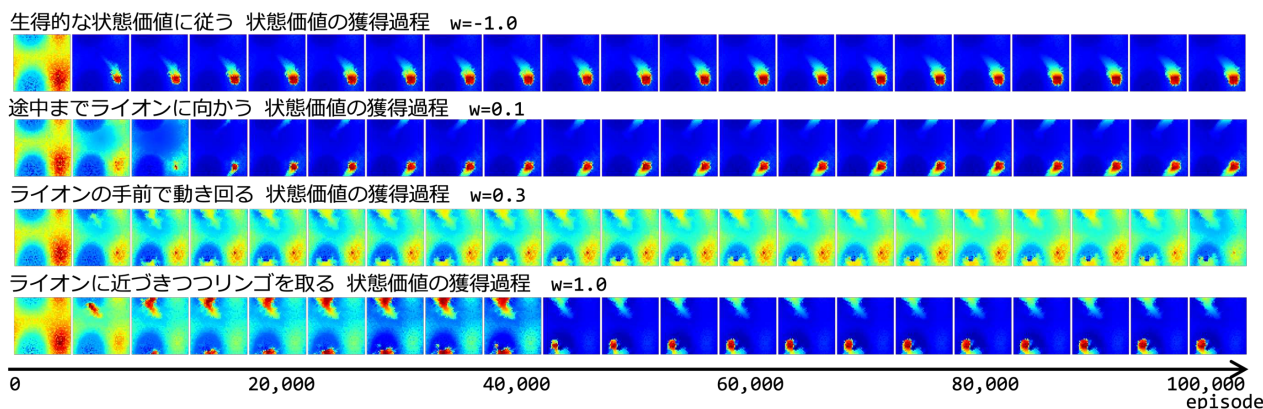 生得的な状態価値に従う 状態価値の獲得過程 w=-1.0
途中までライオンに向かう 状態価値の獲得過程 w=0.1
ライオンの手前で動き回る 状態価値の獲得過程 w=0.3
ライオンに近づきつつリンゴを取る 状態価値の獲得過程 w=1.0
0 20,000 40,000 60,000 80,000 100,000
episode